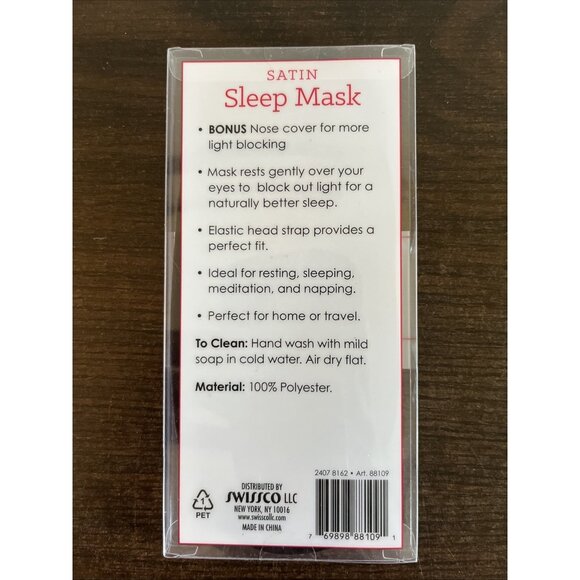 SATIN
Sleep Mask
• BONUS Nose cover for more
light blocking
• Mask rests gently over your
eyes to block out light for a
naturally better sleep.
• Elastic head strap provides a
perfect fit.
• Ideal for resting, sleeping,
meditation, and napping.
• Perfect for home or travel.
To Clean: Hand wash with mild
soap in cold water. Air dry flat.
Material: 100% Polyester.
2407 8162 • Art. 88109
1
PET
DISTRIBUTED BY
SWISSCO LLC
NEW YORK, NY 10016
www.swisscollc.com
MADE IN CHINA
7 69898 88109 1